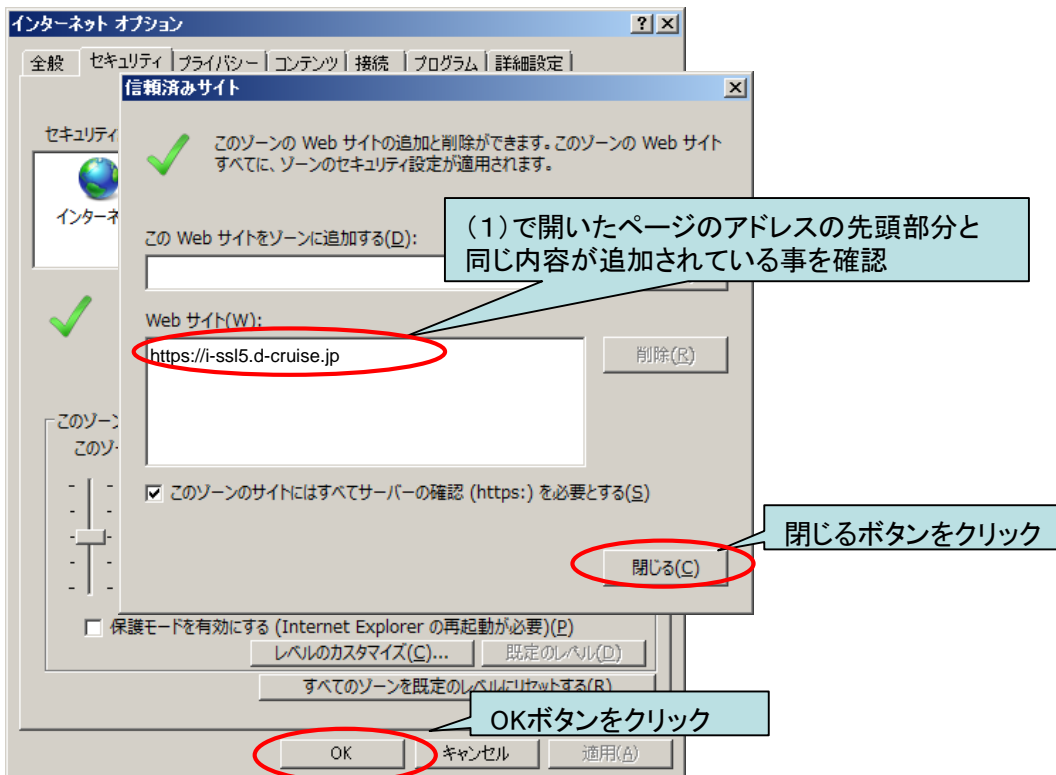 インターネット オプション
全般
セキュリティ
プライバシー
コンテンツ
接続
プログラム
詳細設定
信頼済みサイト
このゾーンの Web サイトの追加と削除ができます。このゾーンの Web サイト
すべてに、ゾーンのセキュリティ設定が適用されます。
セキュリティ
インターネ
この Web サイトをゾーンに追加する(D):
(1)で開いたページのアドレスの先頭部分と
同じ内容が追加されている事を確認
Web サイト(W):
https://i-ssl5.d-cruise.jp
削除(R)
このゾーン
このゾ
このゾーンのサイトにはすべてサーバーの確認 (https:) を必要とする(S)
閉じるボタンをクリック
閉じる(C)
保護モードを有効にする (Internet Explorer の再起動が必要)(P)
レベルのカスタマイズ(C)...
既定のレベル(D)
すべてのゾーンを既定のレベルにリセットする(R)
OKボタンをクリック
OK
キャンセル
適用(A)